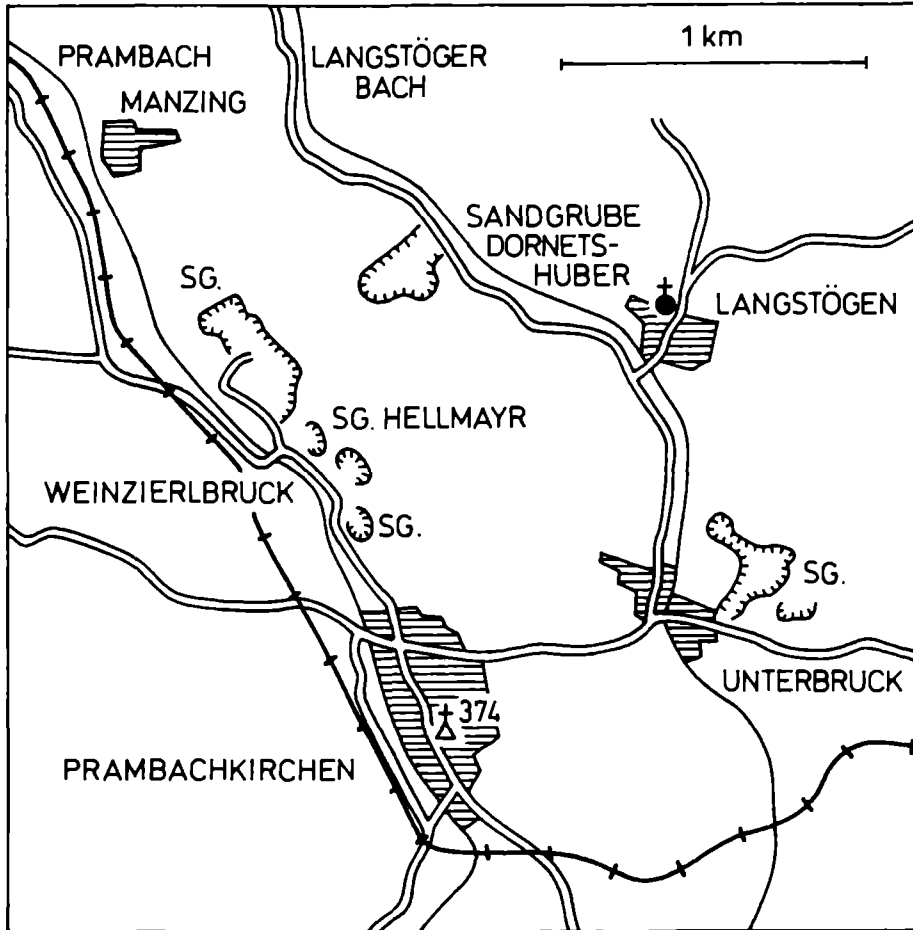 PRAMBACH
LANGSTÖGER
BACH
1 km
MANZING
SANDGRUBE
DORNETS-
HUBER
SG.
LANGSTÖGEN
SG. HELLMAYR
WEINZIERLBRUCK
SG.
SG.
UNTERBRUCK
374
PRAMBACHKIRCHEN